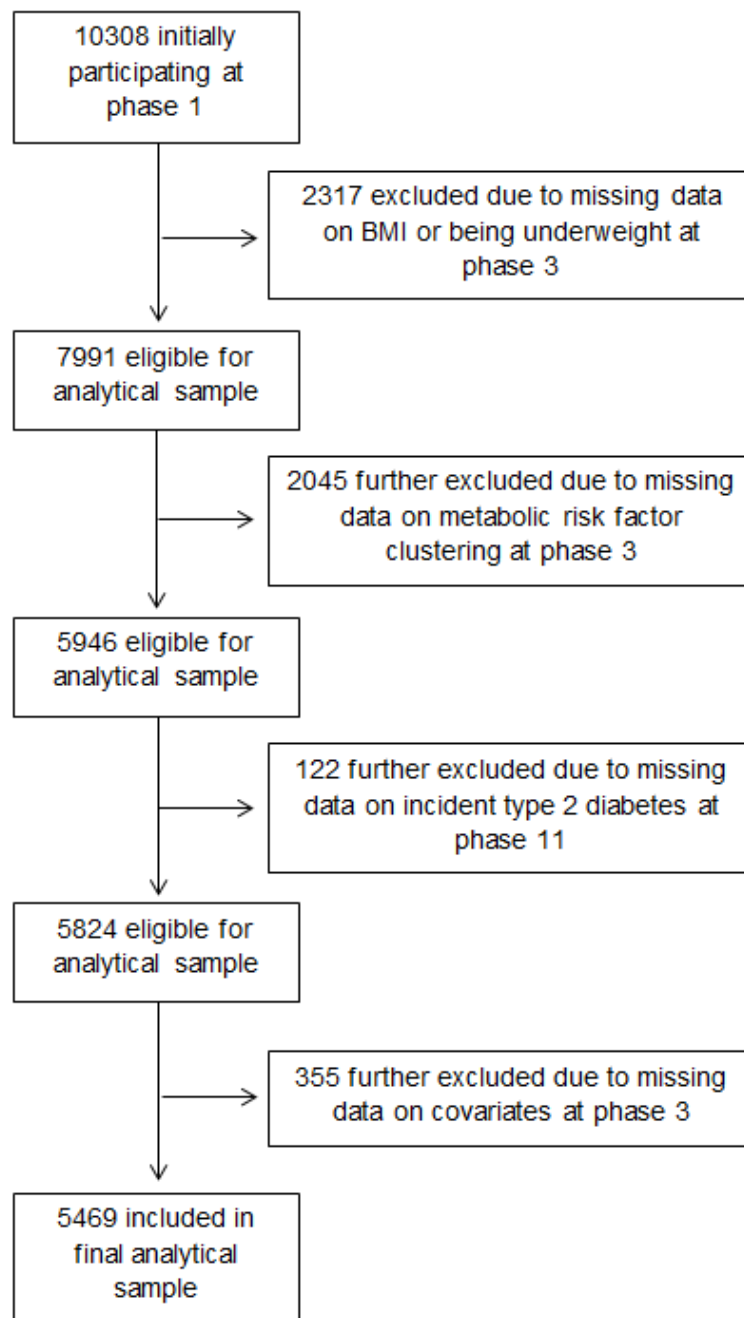 10308 initially
participating at
phase 1
2317 excluded due to missing data
on BMI or being underweight at
phase 3
7991 eligible for
analytical sample
2045 further excluded due to missing
data on metabolic risk factor
clustering at phase 3
5946 eligible for
analytical sample
122 further excluded due to missing
data on incident type 2 diabetes at
phase 11
5824 eligible for
analytical sample
355 further excluded due to missing
data on covariates at phase 3
5469 included in
final analytical
sample